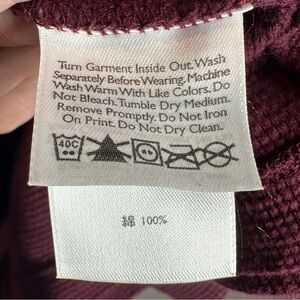 Turn Garment Inside Out. Wash
Separately Before Wearing. Machine
Wash Warm With Like Colors. Do
Not Bleach. Tumble Dry Medium.
Remove Promptly. Do Not Iron
On Print. Do Not Dry Clean.
40C
綿 100%